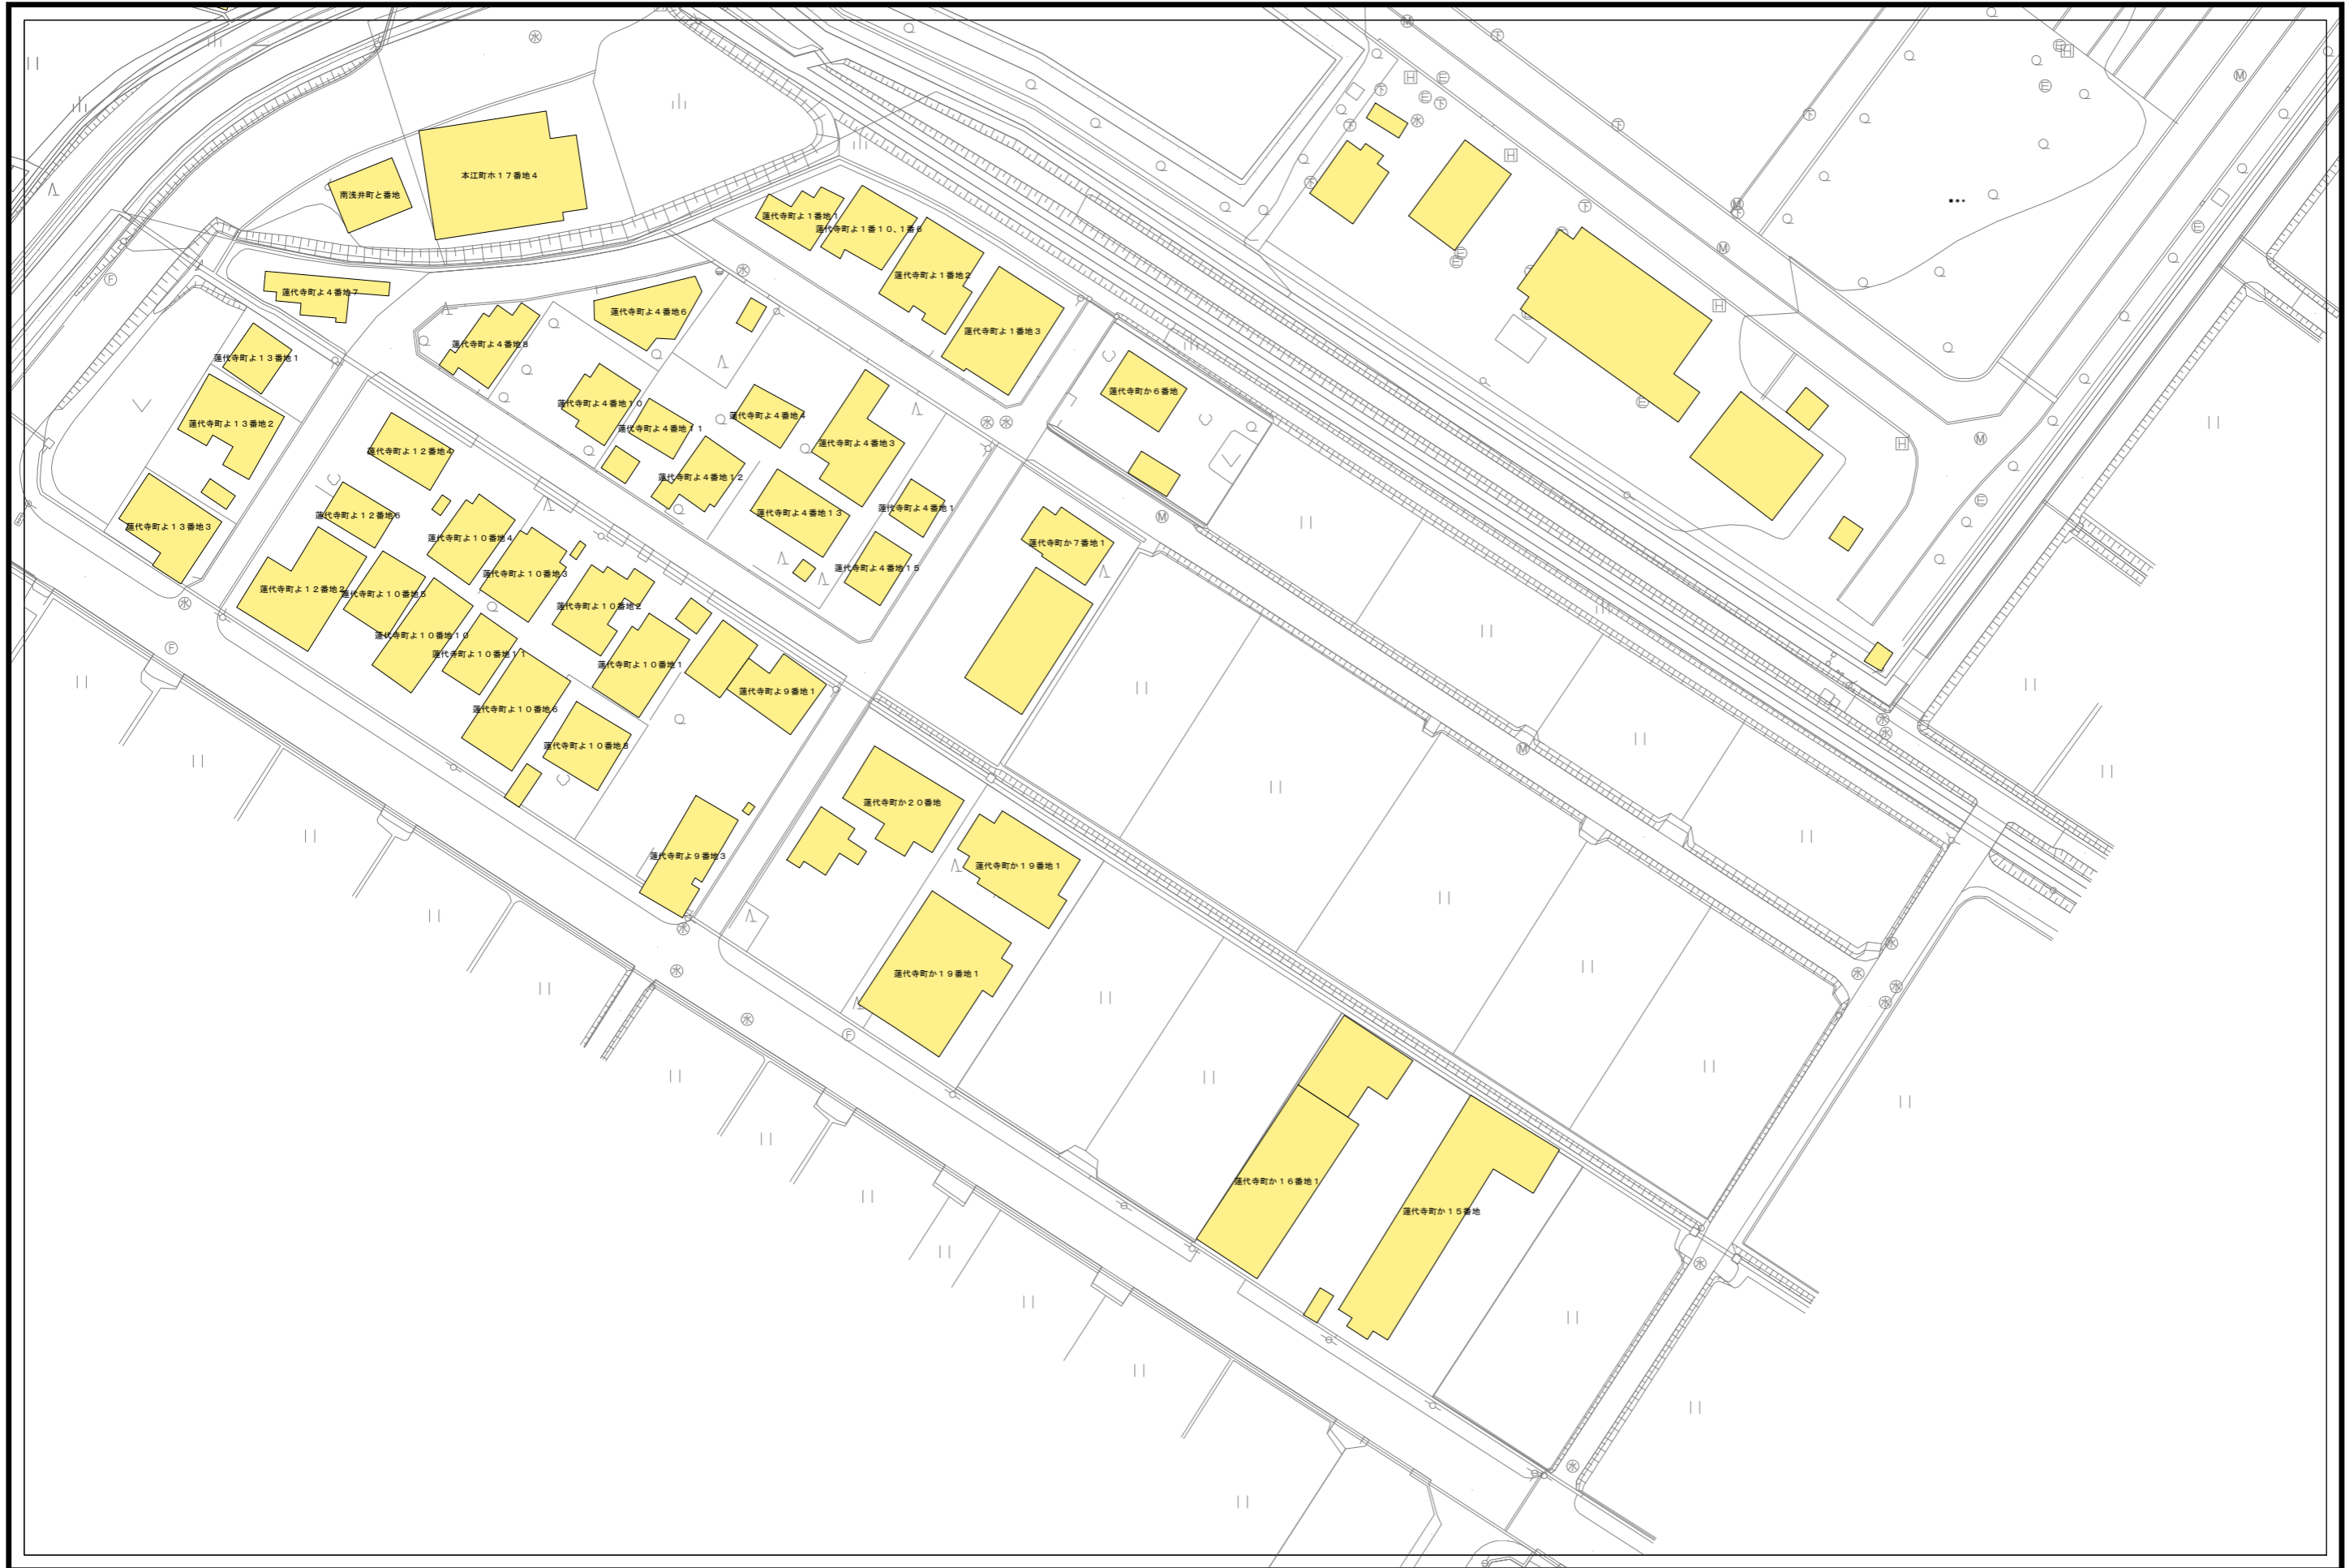 本江町ホ１７番地４
南浅井町と番地
蓮代寺町よ１番地１
蓮代寺町よ１番１０、１番６
蓮代寺町よ１番地２
蓮代寺町よ４番地７
蓮代寺町よ４番地６
蓮代寺町よ１番地３
蓮代寺町よ４番地８
蓮代寺町よ１３番地１
蓮代寺町か６番地
蓮代寺町よ４番地１０
蓮代寺町よ４番地４
蓮代寺町よ１３番地２
蓮代寺町よ４番地１１
蓮代寺町よ４番地３
蓮代寺町よ１２番地４
蓮代寺町よ４番地１２
蓮代寺町よ４番地１
蓮代寺町よ４番地１３
蓮代寺町よ１２番地６
蓮代寺町よ１３番地３
蓮代寺町よ１０番地４
蓮代寺町か７番地１
蓮代寺町よ４番地１５
蓮代寺町よ１０番地３
蓮代寺町よ１２番地２
蓮代寺町よ１０番地５
蓮代寺町よ１０番地２
蓮代寺町よ１０番地１０
蓮代寺町よ１０番地１１
蓮代寺町よ１０番地１
蓮代寺町よ９番地１
蓮代寺町よ１０番地６
蓮代寺町よ１０番地８
蓮代寺町か２０番地
蓮代寺町よ９番地３
蓮代寺町か１９番地１
蓮代寺町か１９番地１
蓮代寺町か１６番地１
蓮代寺町か１５番地